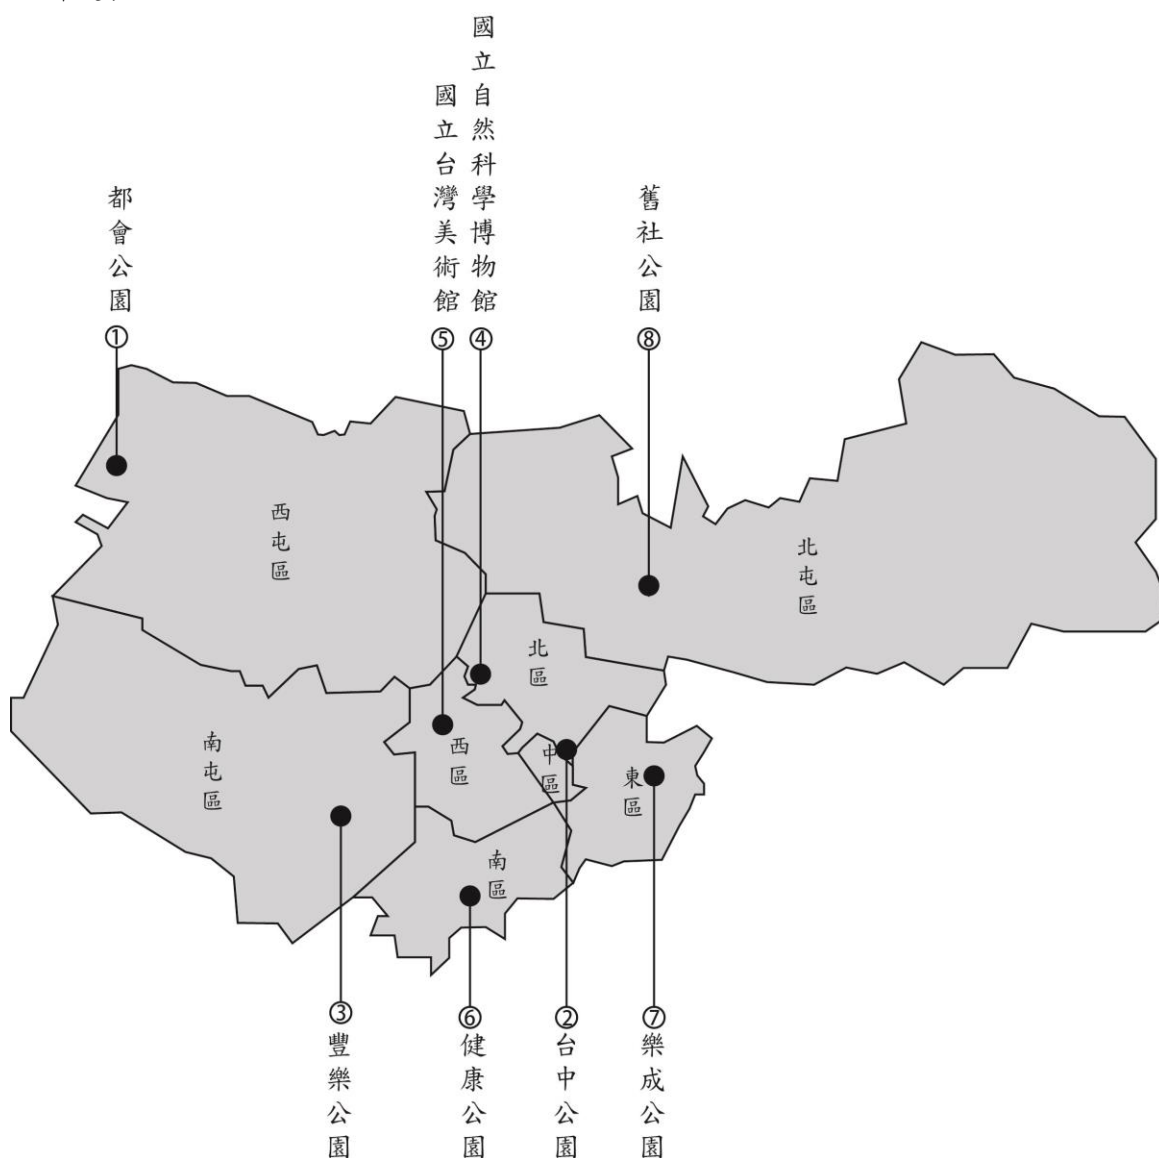 國立自然科學博物館
國立台灣美術館
都會公園
舊社公園
①
⑤
④
⑧
西屯區
北屯區
北區
南屯區
西區
中區
東區
南區
③
⑥
②
⑦
豐樂公園
健康公園
台中公園
樂成公園